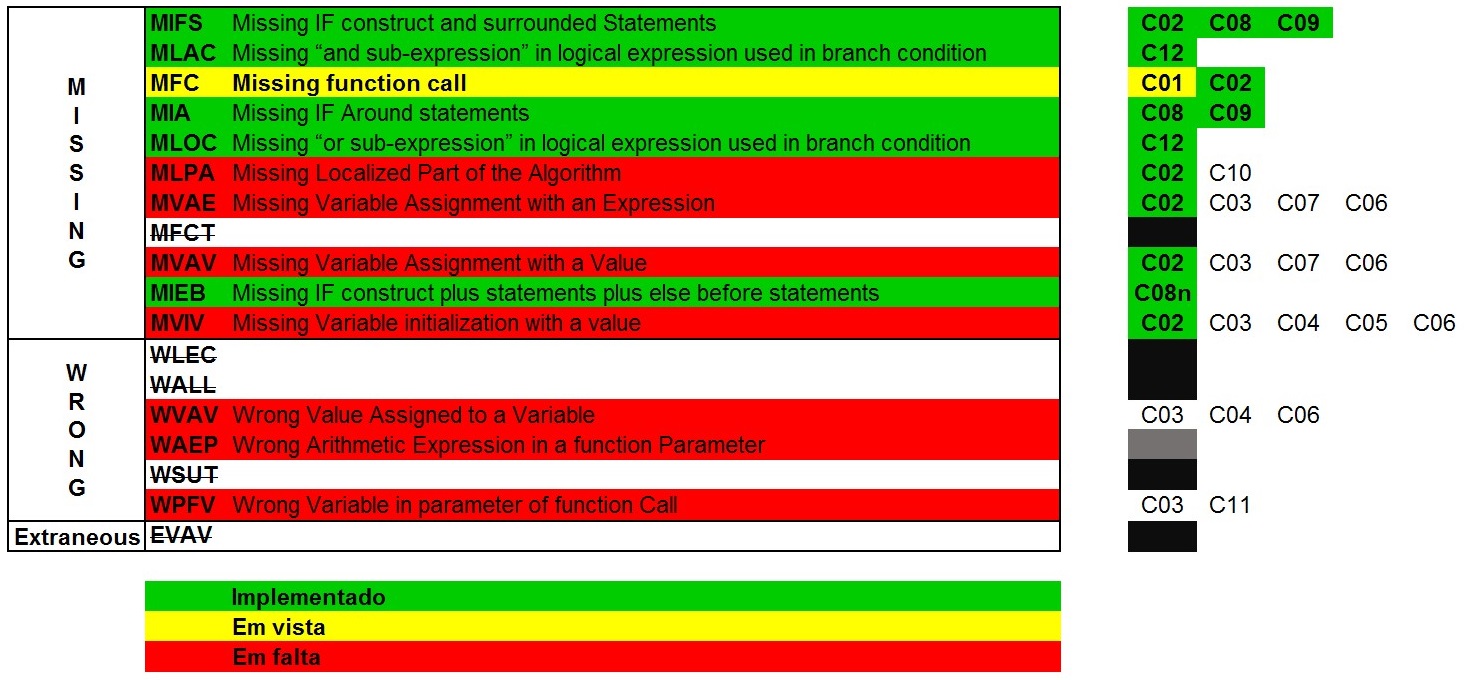 MISSING
MIFS Missing IF construct and surrounded Statements C02 C08 C09
MLAC Missing “and sub-expression” in logical expression used in branch condition C12
MFC Missing function call C01 C02
MIA Missing IF Around statements C08 C09
MLOC Missing “or sub-expression” in logical expression used in branch condition C12
MLPA Missing Localized Part of the Algorithm C02 C10
MVAE Missing Variable Assignment with an Expression C02 C03 C07 C06
MFCT
MVAV Missing Variable Assignment with a Value C02 C03 C07 C06
MIEB Missing IF construct plus statements plus else before statements C08n
MVIV Missing Variable initialization with a value C02 C03 C04 C05 C06
WRONG
WLEC
WALL
WVAV Wrong Value Assigned to a Variable C03 C04 C06
WAEP Wrong Arithmetic Expression in a function Parameter
WSUT
WPFV Wrong Variable in parameter of function Call C03 C11
Extraneous EVAV
Implementado
Em vista
Em falta